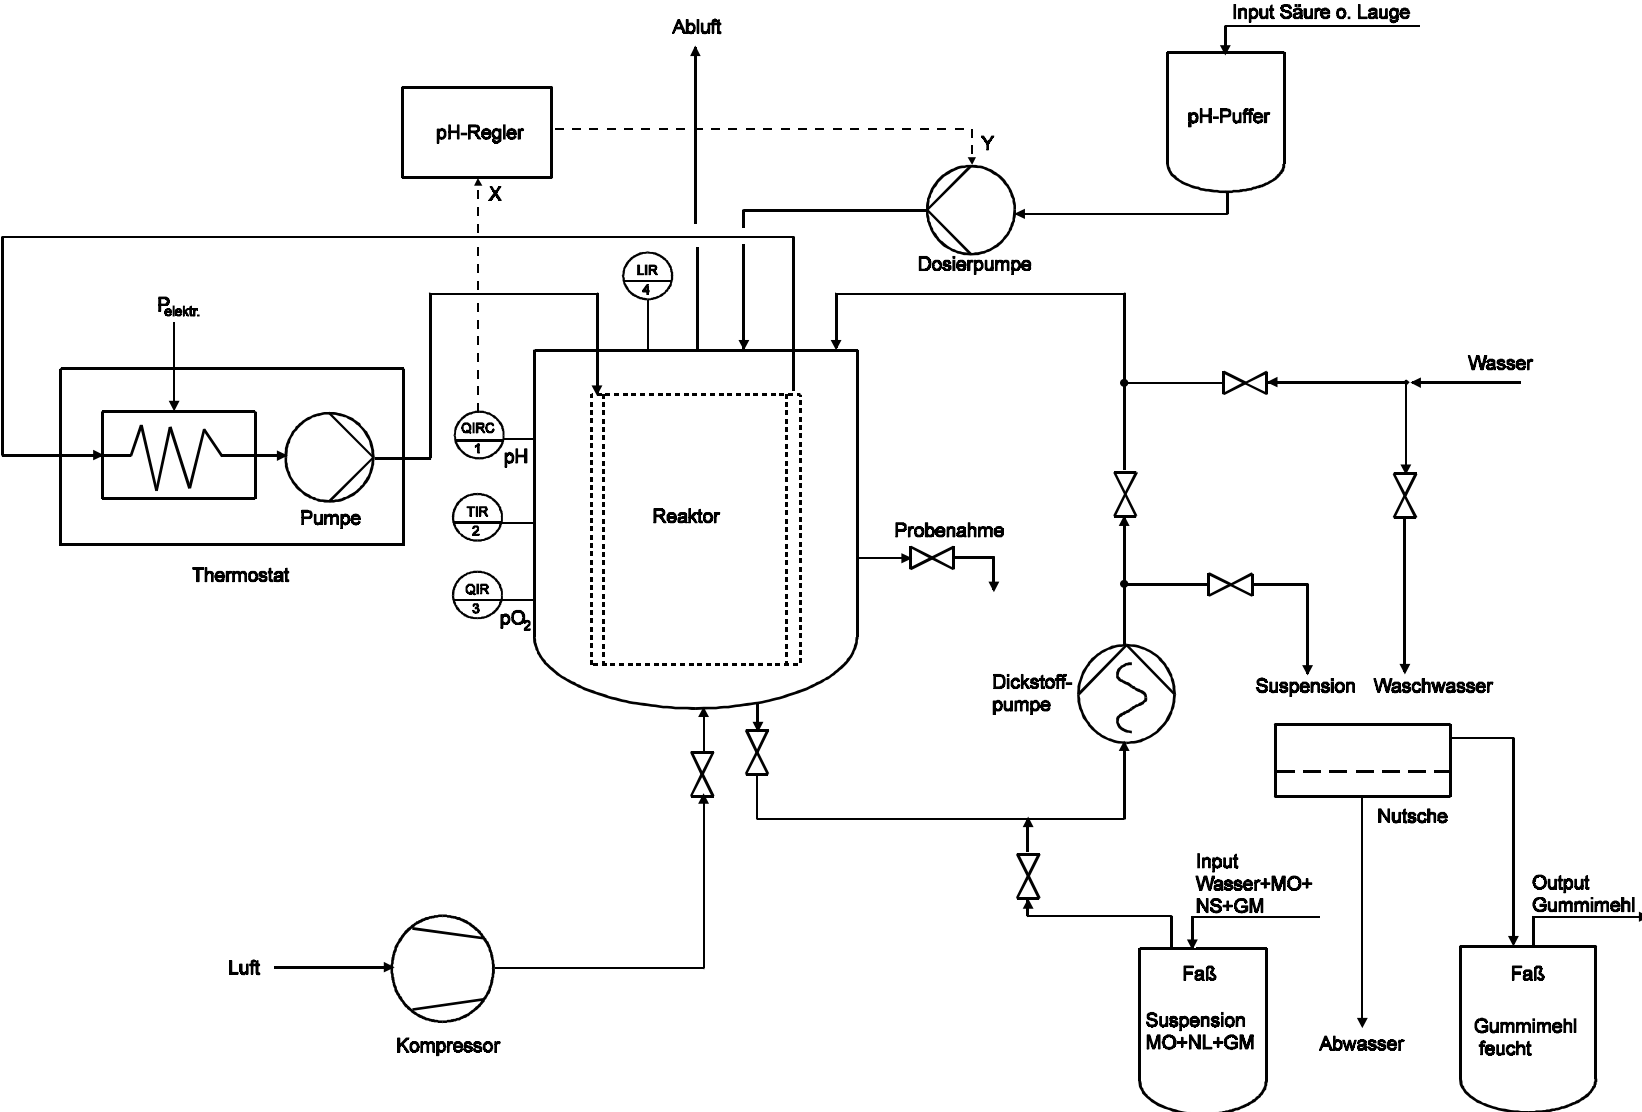 Input Säure o. Lauge
Abluft
pH-Puffer
pH-Regler
Y
X
Dosierpumpe
LIR
4
Pelektr.
Wasser
QIRC
1
pH
Pumpe
TIR
2
Reaktor
Probenahme
Thermostat
QIR
3
pO2
Dickstoff-
pumpe
Suspension
Waschwasser
Nutsche
Input
Wasser+MO+
NS+GM
Output
Gummimehl
Luft
Faß
Suspension
MO+NL+GM
Faß
Gummimehl
feucht
Abwasser
Kompressor